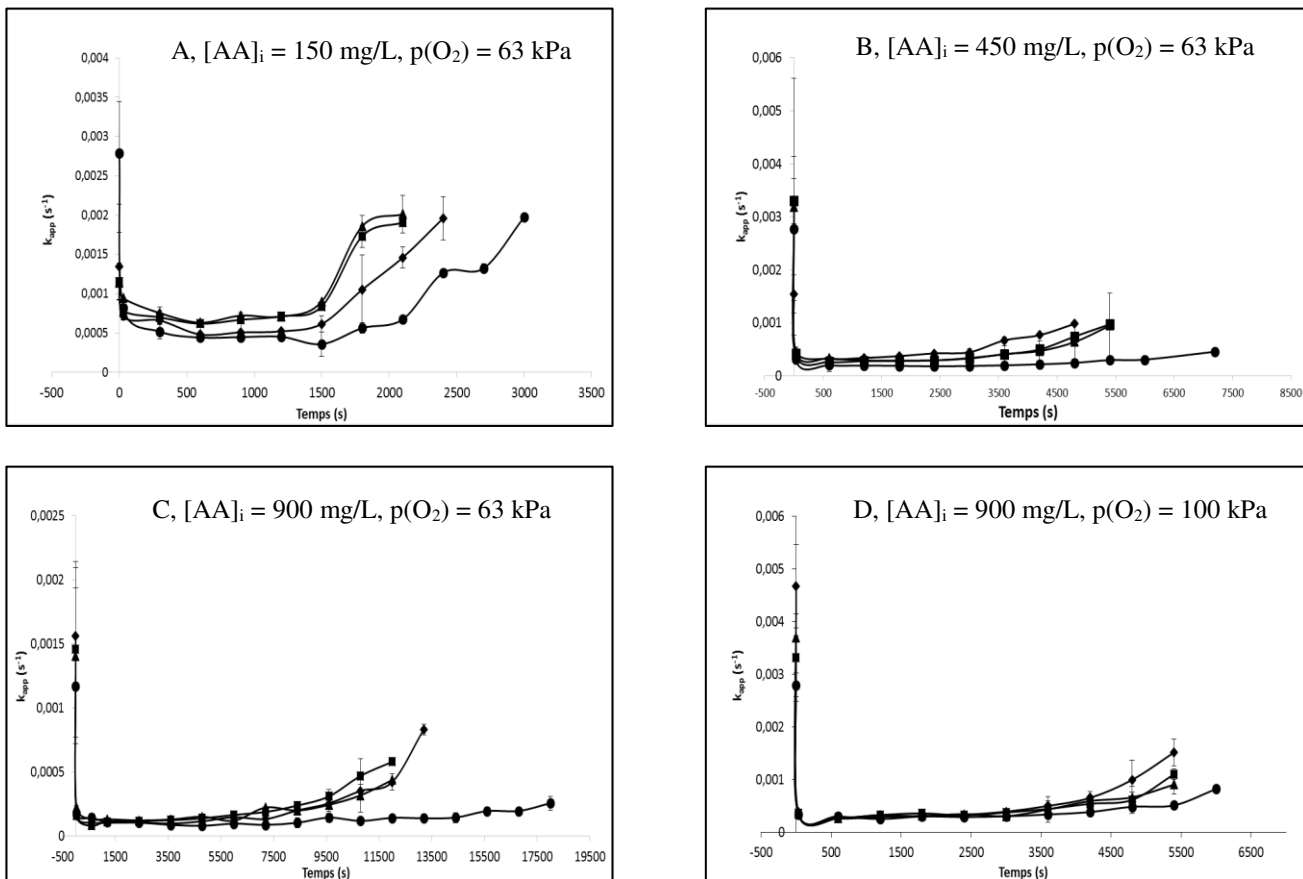 A, [AA]i = 150 mg/L, p(O2) = 63 kPa
0,004
0,0035
0,003
0,0025
0,002
0,0015
0,001
0,0005
0
kapp (s-1)
-500 0 500 1000 1500 2000 2500 3000 3500
Temps (s)
B, [AA]i = 450 mg/L, p(O2) = 63 kPa
0,006
0,005
0,004
0,003
0,002
0,001
0
kapp (s-1)
-500 500 1500 2500 3500 4500 5500 6500 7500 8500
Temps (s)
C, [AA]i = 900 mg/L, p(O2) = 63 kPa
0,0025
0,002
0,0015
0,001
0,0005
0
kapp (s-1)
-500 1500 3500 5500 7500 9500 11500 13500 15500 17500 19500
Temps (s)
D, [AA]i = 900 mg/L, p(O2) = 100 kPa
0,006
0,005
0,004
0,003
0,002
0,001
0
kapp (s-1)
-500 500 1500 2500 3500 4500 5500 6500
Temps (s)